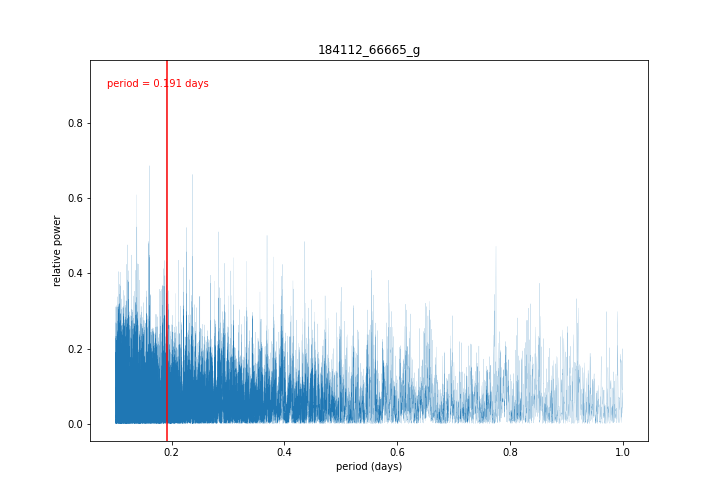 184112_66665_g
period = 0.191 days
relative power
0.8
0.6
0.4
0.2
0.0
0.2 0.4 0.6 0.8 1.0
period (days)